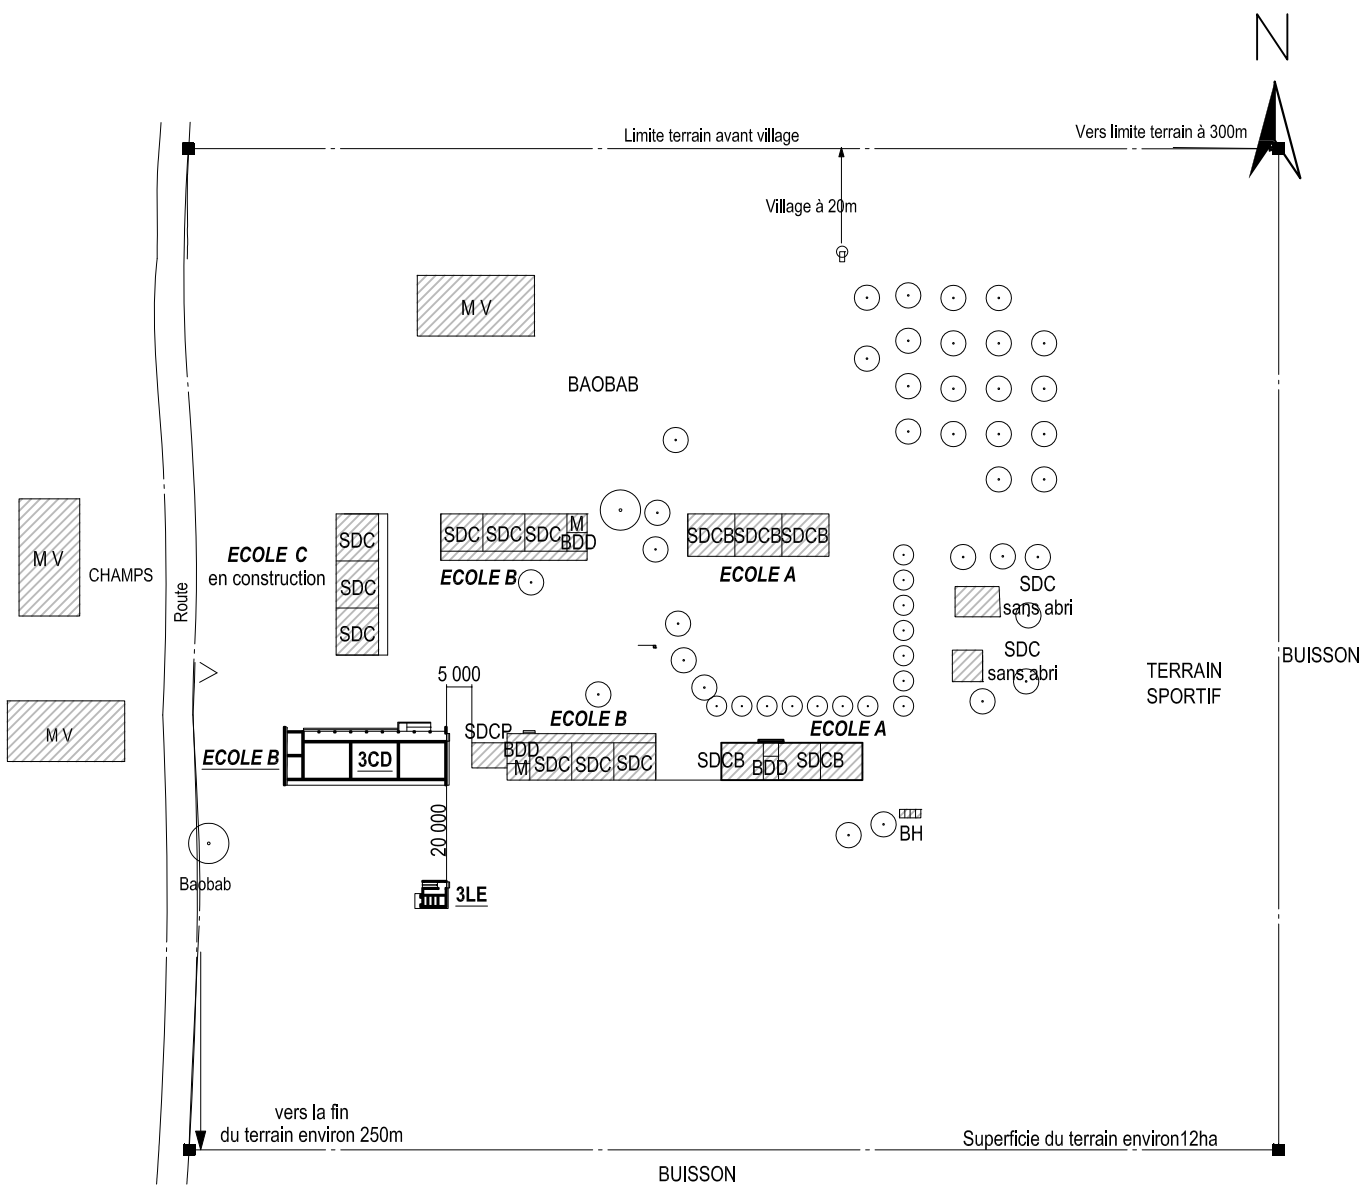 N
Limite terrain avant village
Vers limite terrain à 300m
Village à 20m
M V
BAOBAB
SDC SDC SDC M
BDD
SDCB SDCB SDCB
ECOLE B
ECOLE A
ECOLE C
en construction
SDC
SDC
SDC
M V
CHAMPS
Route
SDC
sans abri
SDC
sans abri
TERRAIN
SPORTIF
BUISSON
5 000
M V
ECOLE B
3CD
SDCP
ECOLE B
BDD
M SDC SDC SDC
ECOLE A
SDCB BDD SDCB
20 000
BH
Baobab
3LE
vers la fin
du terrain environ 250m
Superficie du terrain environ12ha
BUISSON